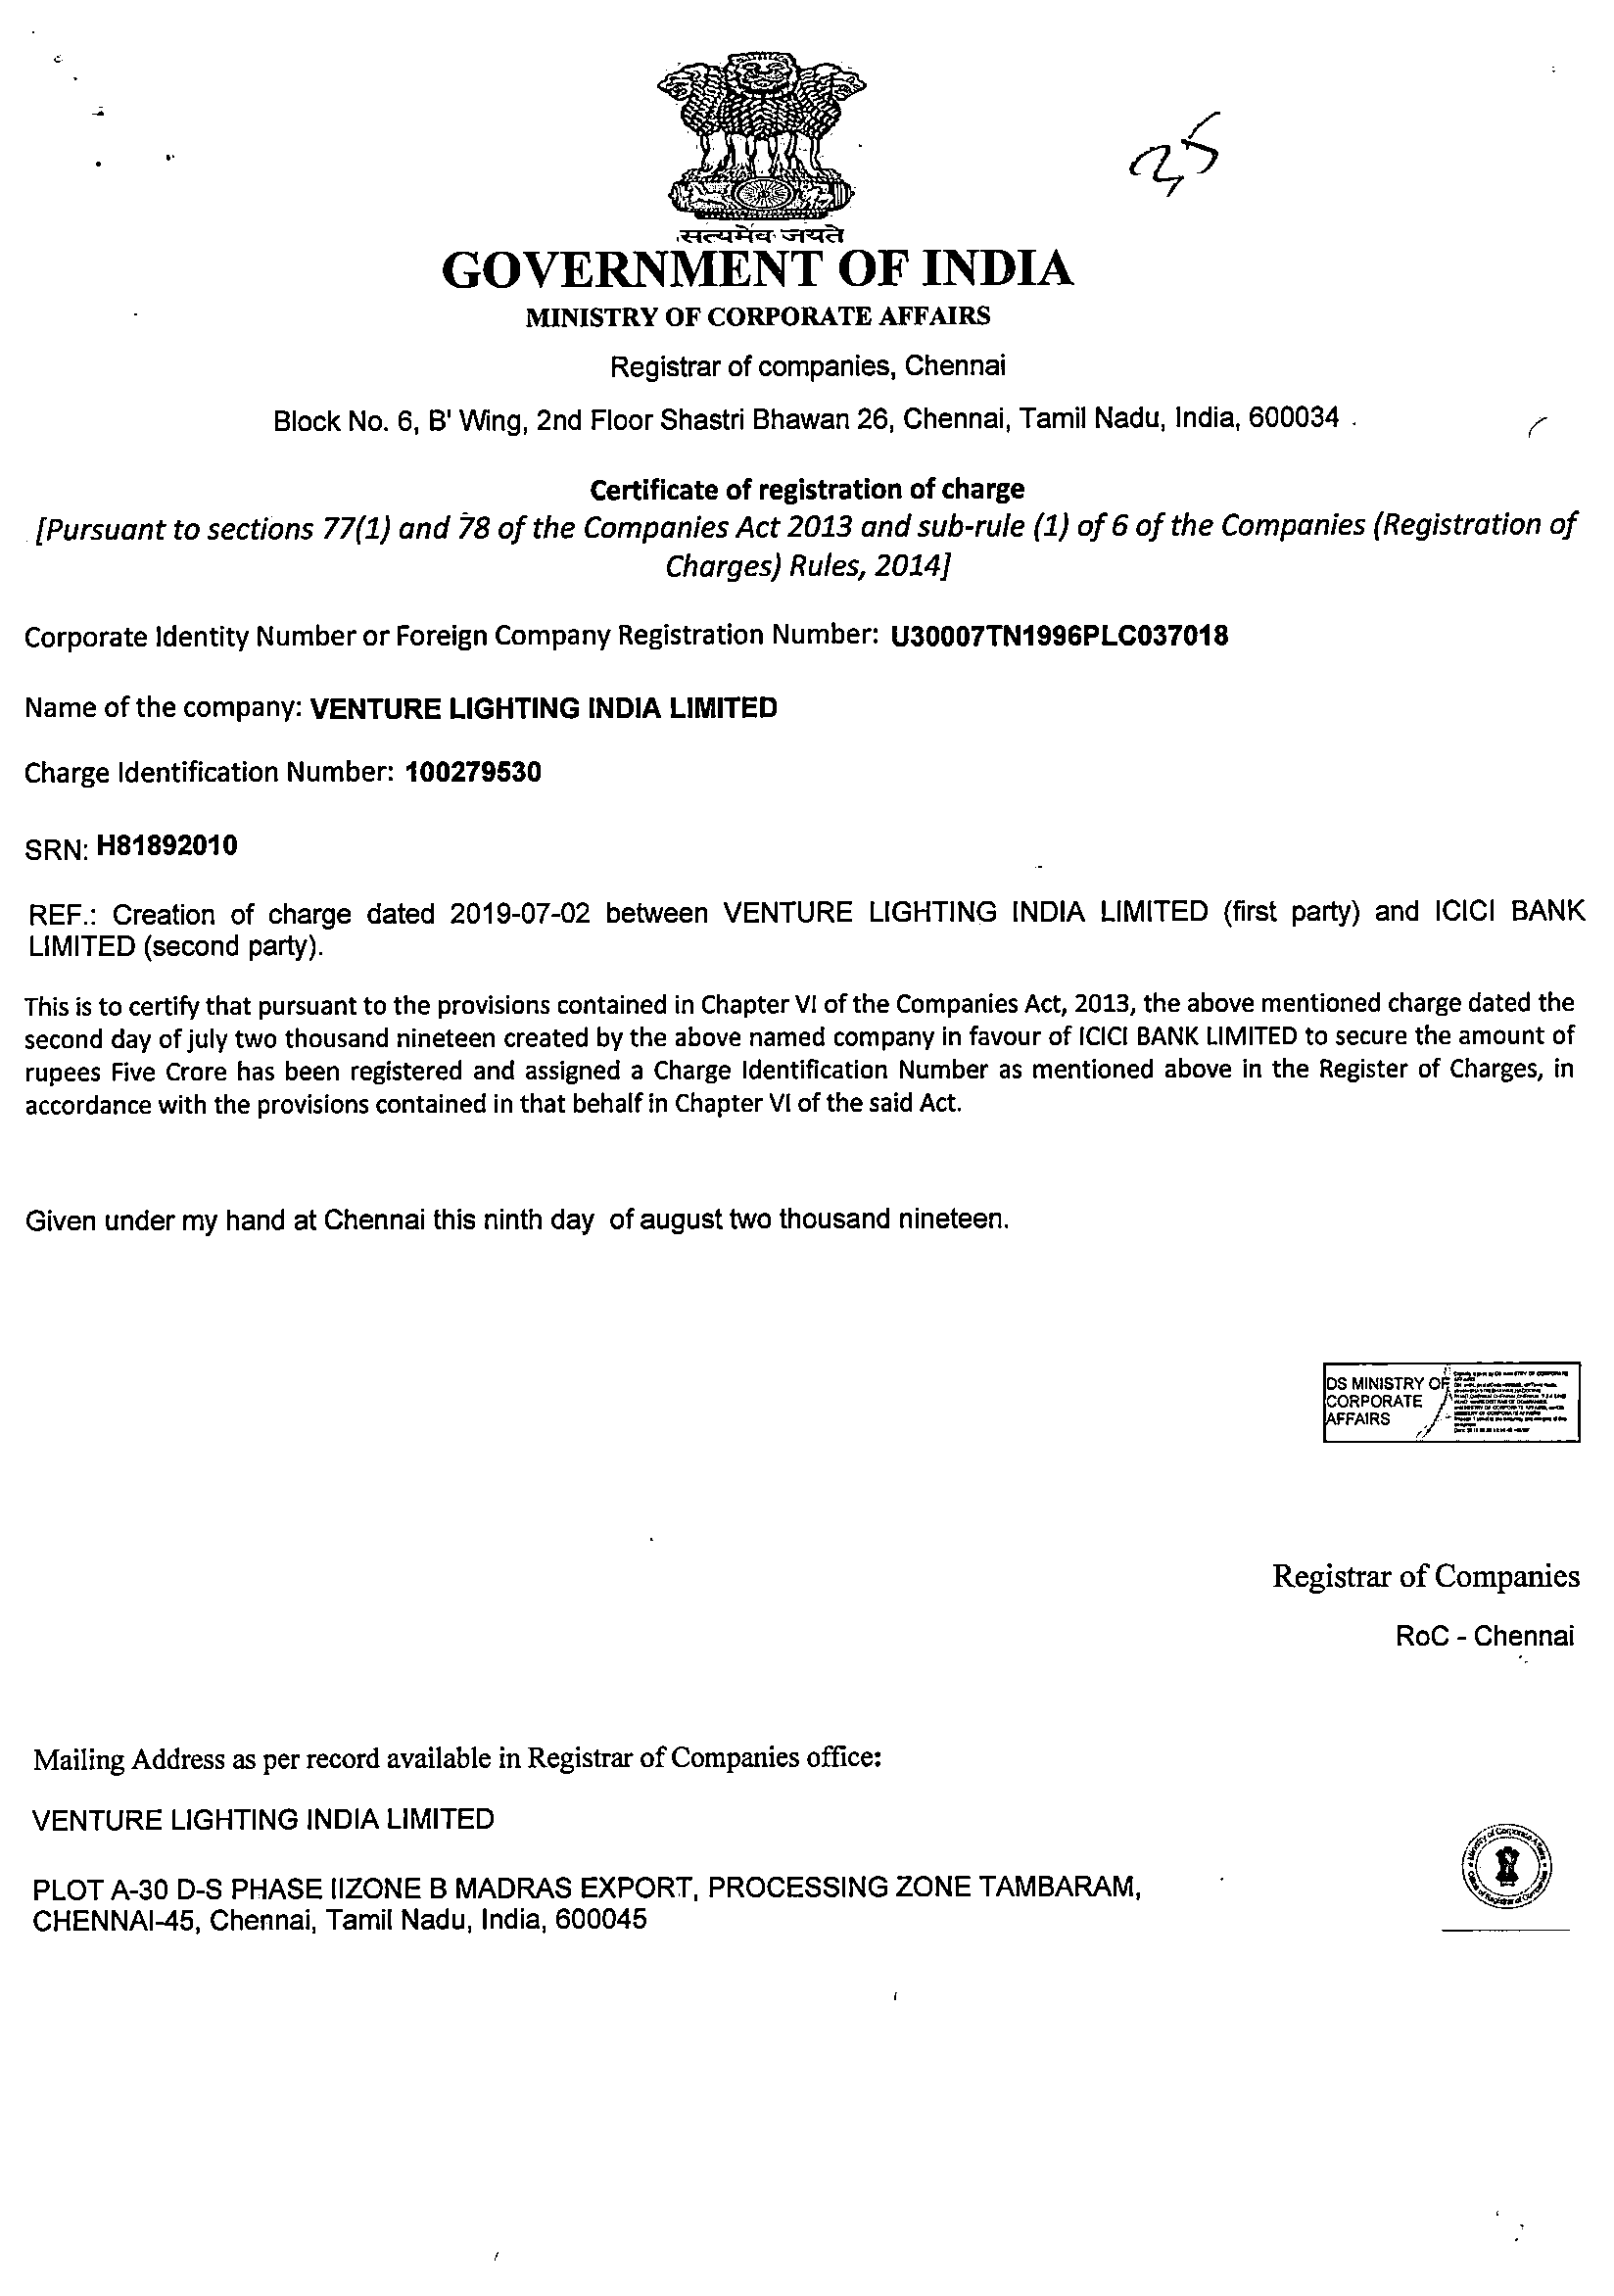 25
सत्यमेव जयते
GOVERNMENT OF INDIA
MINISTRY OF CORPORATE AFFAIRS
Registrar of companies, Chennai
Block No. 6, B' Wing, 2nd Floor Shastri Bhawan 26, Chennai, Tamil Nadu, India, 600034
Certificate of registration of charge
[Pursuant to sections 77(1) and 78 of the Companies Act 2013 and sub-rule (1) of 6 of the Companies (Registration of
Charges) Rules, 2014]
Corporate Identity Number or Foreign Company Registration Number: U30007TN1996PLC037018
Name of the company: VENTURE LIGHTING INDIA LIMITED
Charge Identification Number: 100279530
SRN: H81892010
REF.: Creation of charge dated 2019-07-02 between VENTURE LIGHTING INDIA LIMITED (first party) and ICICI BANK
LIMITED (second party).
This is to certify that pursuant to the provisions contained in Chapter VI of the Companies Act, 2013, the above mentioned charge dated the
second day of july two thousand nineteen created by the above named company in favour of ICICI BANK LIMITED to secure the amount of
rupees Five Crore has been registered and assigned a Charge Identification Number as mentioned above in the Register of Charges, in
accordance with the provisions contained in that behalf in Chapter VI of the said Act.
Given under my hand at Chennai this ninth day of august two thousand nineteen.
DS MINISTRY OF
CORPORATE
AFFAIRS
Registrar of Companies
RoC - Chennai
Mailing Address as per record available in Registrar of Companies office:
VENTURE LIGHTING INDIA LIMITED
PLOT A-30 D-S PHASE IIZONE B MADRAS EXPORT, PROCESSING ZONE TAMBARAM,
CHENNAI-45, Chennai, Tamil Nadu, India, 600045